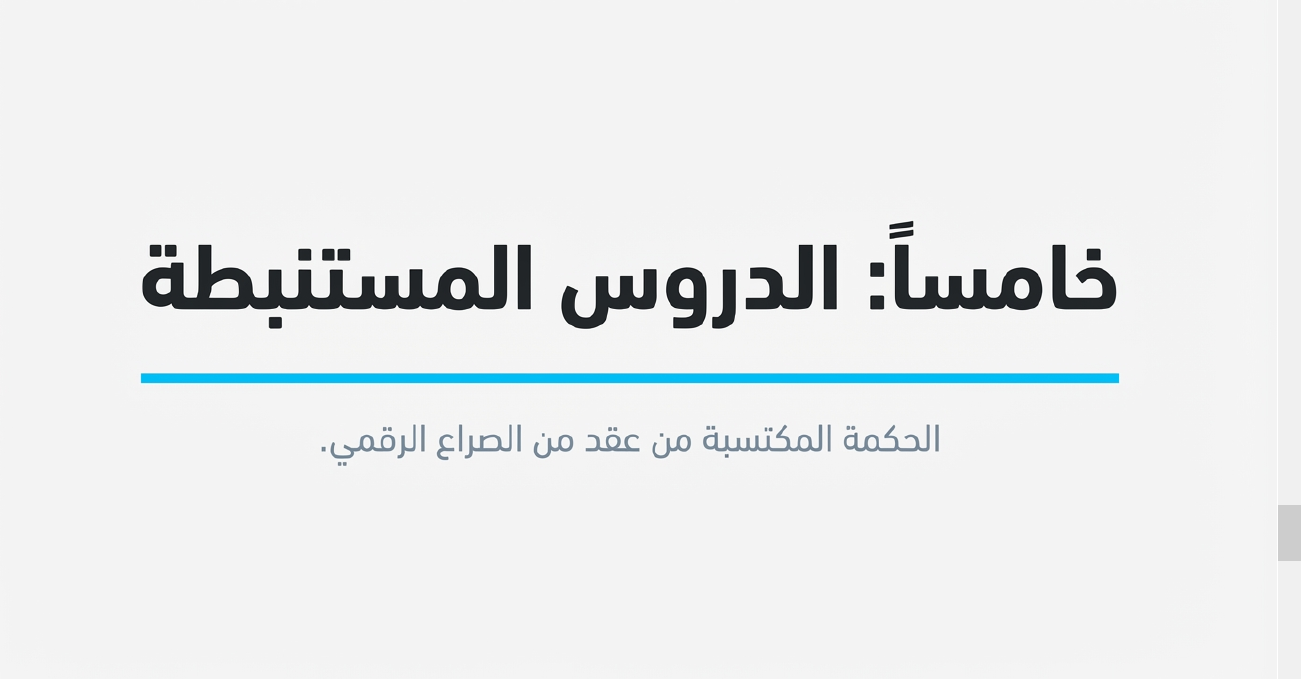 خامساً: الدروس المستنبطة
الحكمة المكتسبة من عقد من الصراع الرقمي.